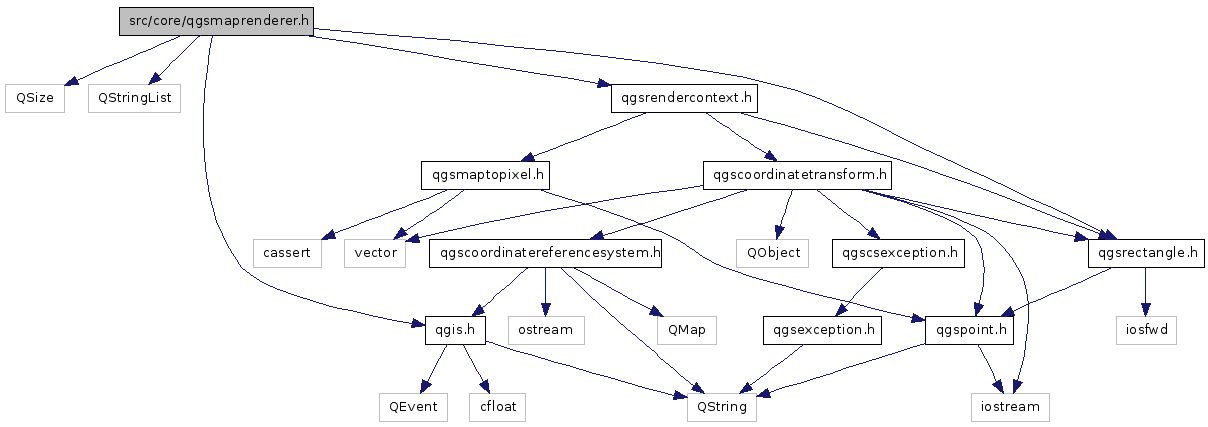 src/core/qgsmaprenderer.h
QSize
QStringList
qgsrendercontext.h
qgsmaptopixel.h
qgscoordinatetransform.h
cassert
vector
qgscoordinatereferencesystem.h
QObject
qgscsexception.h
qgsrectangle.h
qgis.h
ostream
QMap
qgsexception.h
qgspoint.h
iosfwd
QEvent
cfloat
QString
iostream